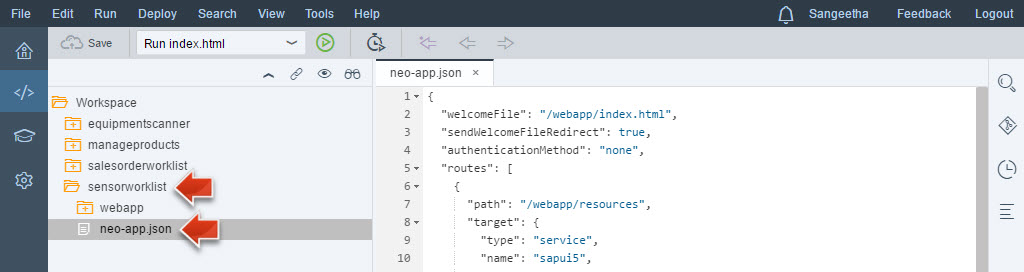 File Edit Run Deploy Search View Tools Help Sangeetha Feedback Logout
Save Run index.html
Workspace
equipmentscanner
manageproducts
salesorderworklist
sensorworklist
webapp
neo-app.json
neo-app.json ×
1 {
2 "welcomeFile": "/webapp/index.html",
3 "sendWelcomeFileRedirect": true,
4 "authenticationMethod": "none",
5 "routes": [
6 {
7 "path": "/webapp/resources",
8 "target": {
9 "type": "service",
10 "name": "sapui5",